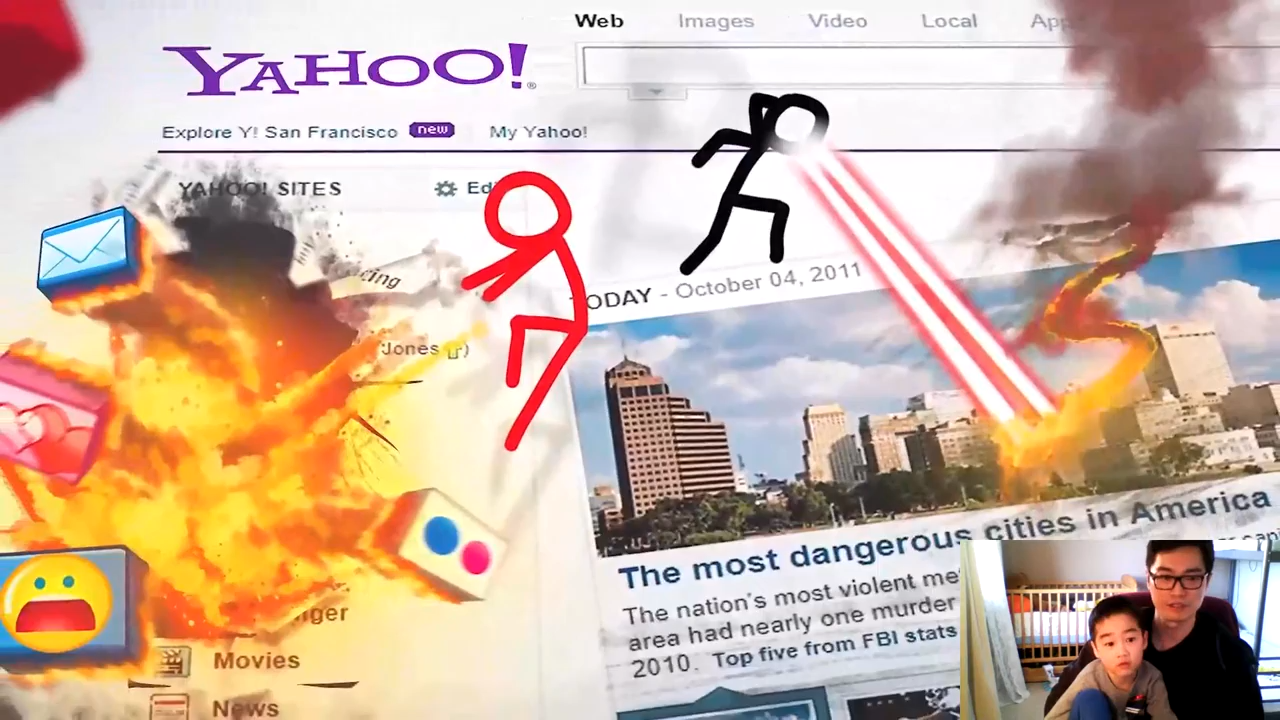 Web Images Video Local
YAHOO!
Explore Y! San Francisco new My Yahoo!
YAHOO! SITES
TODAY - October 04, 2011
Jones
The most dangerous cities in America
The nation's most violent
area had nearly one murder
2010. Top five from FBI stats
Movies
News